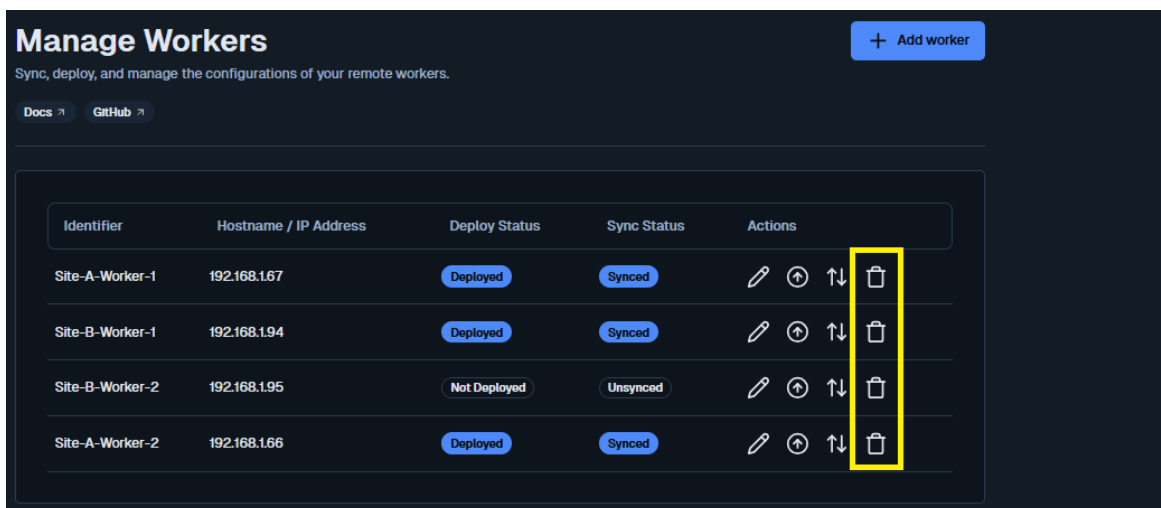 Manage Workers
Add worker
Sync, deploy, and manage the configurations of your remote workers.
Docs GitHub
Identifier Hostname / IP Address Deploy Status Sync Status Actions
Site-A-Worker-1 192.168.1.67 Deployed Synced
Site-B-Worker-1 192.168.1.94 Deployed Synced
Site-B-Worker-2 192.168.1.95 Not Deployed Unsynced
Site-A-Worker-2 192.168.1.66 Deployed Synced